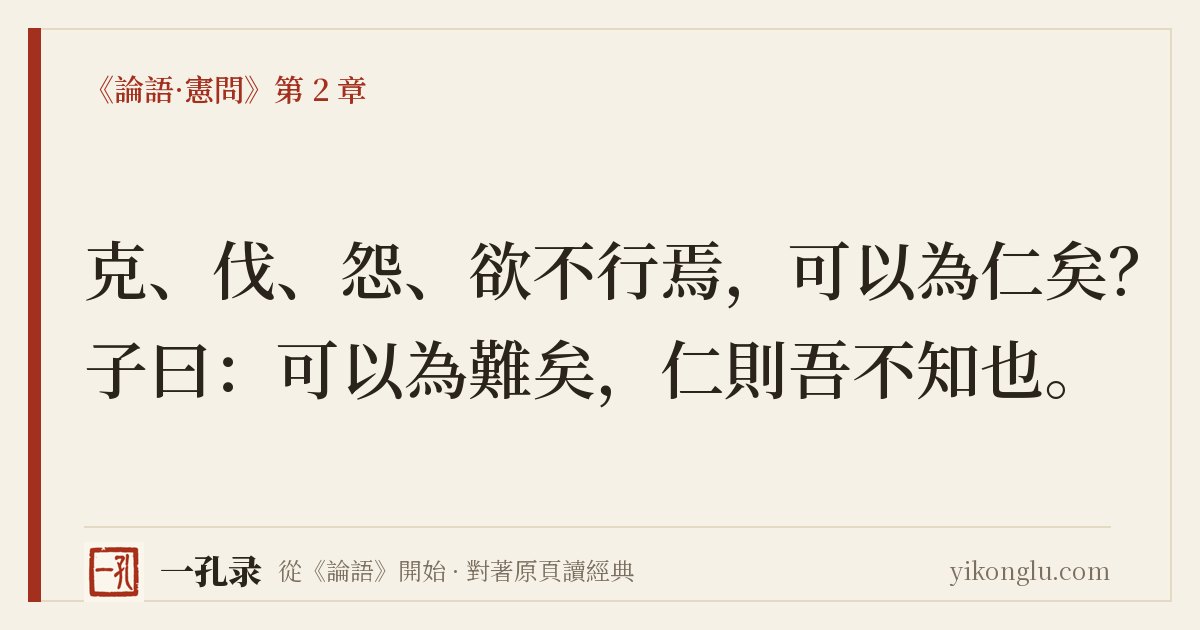 《論語·憲問》第 2 章
克、伐、怨、欲不行焉，可以為仁矣？
子曰：可以為難矣，仁則吾不知也。
一孔
一孔录 從《論語》開始 · 對著原頁讀經典 yikonglu.com